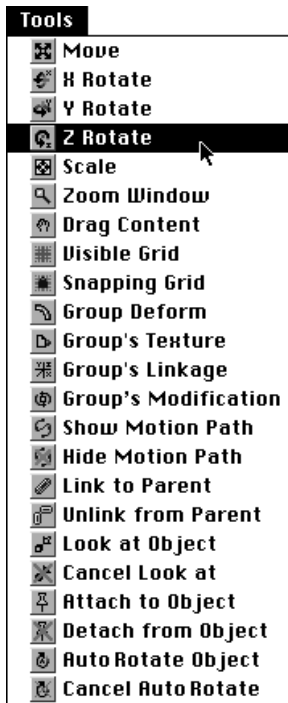 Tools
Move
X Rotate
Y Rotate
Z Rotate
Scale
Zoom Window
Drag Content
Visible Grid
Snapping Grid
Group Deform
Group's Texture
Group's Linkage
Group's Modification
Show Motion Path
Hide Motion Path
Link to Parent
Unlink from Parent
Look at Object
Cancel Look at
Attach to Object
Detach from Object
Auto Rotate Object
Cancel Auto Rotate